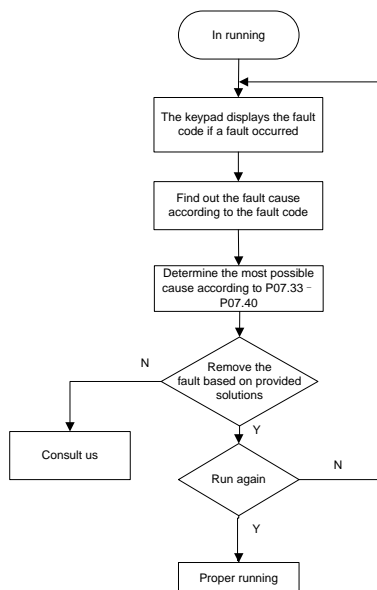 In running
The keypad displays the fault
code if a fault occurred
Find out the fault cause
according to the fault code
Determine the most possible
cause according to P07.33–
P07.40
N
Remove the
fault based on provided
solutions
Y
Consult us
Run again
N
Y
Proper running